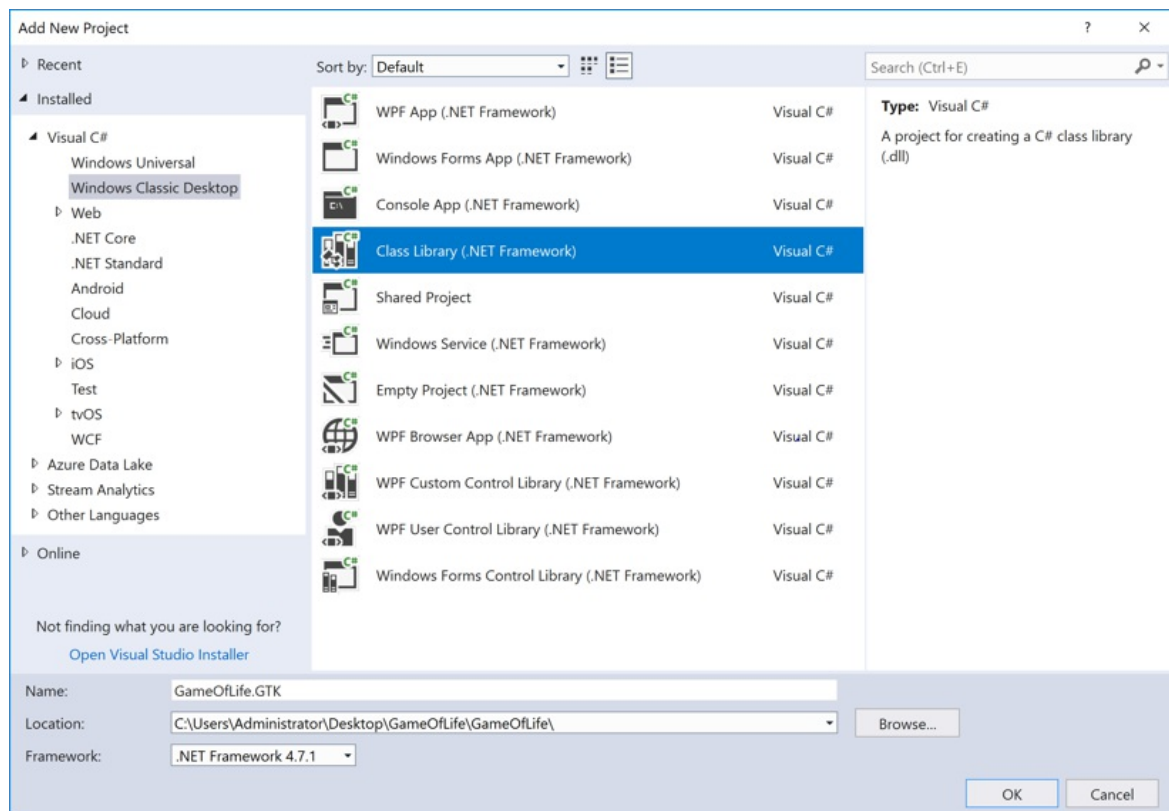 Add New Project
? ×
Recent
Installed
Visual C#
Windows Universal
Windows Classic Desktop
Web
.NET Core
.NET Standard
Android
Cloud
Cross-Platform
iOS
Test
tvOS
WCF
Azure Data Lake
Stream Analytics
Other Languages
Online
Not finding what you are looking for?
Open Visual Studio Installer
Sort by: Default
C# WPF App (.NET Framework) Visual C#
C# Windows Forms App (.NET Framework) Visual C#
C# Console App (.NET Framework) Visual C#
C# Class Library (.NET Framework) Visual C#
C# Shared Project Visual C#
C# Windows Service (.NET Framework) Visual C#
C# Empty Project (.NET Framework) Visual C#
C# WPF Browser App (.NET Framework) Visual C#
C# WPF Custom Control Library (.NET Framework) Visual C#
C# WPF User Control Library (.NET Framework) Visual C#
C# Windows Forms Control Library (.NET Framework) Visual C#
Search (Ctrl+E)
Type: Visual C#
A project for creating a C# class library
(.dll)
Name: GameOfLife.GTK
Location: C:\Users\Administrator\Desktop\GameOfLife\GameOfLife\ Browse...
Framework: .NET Framework 4.7.1
OK Cancel